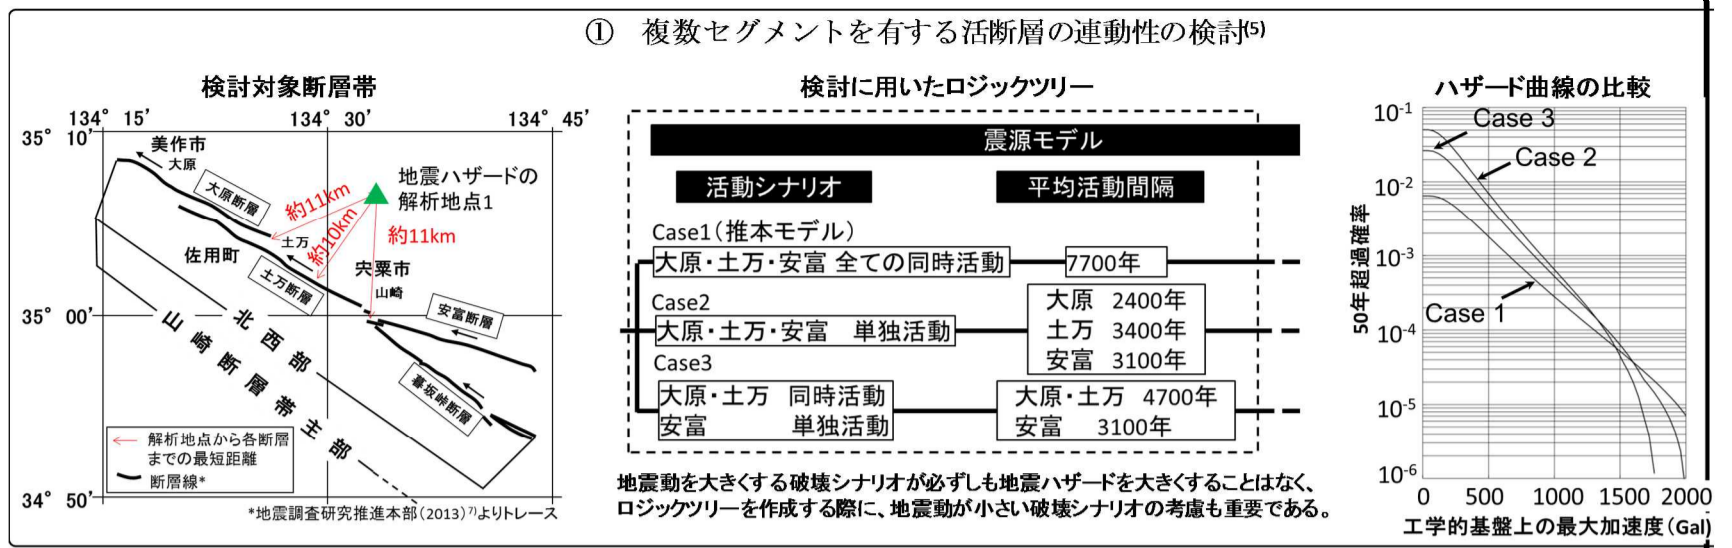 ① 複数セグメントを有する活断層の連動性の検討(5)
検討対象断層帯
134° 15’
134° 30’
134° 45’
35° 10’
35° 00’
34° 50’
美作市
大原
大原断層
約11km
地震ハザードの
解析地点1
約10km
約11km
土万
佐用町
土万断層
宍粟市
山崎
安富断層
暮坂峠断層
北西部
山崎断層帯主部
解析地点から各断層
までの最短距離
断層線*
*地震調査研究推進本部(2013)7)よりトレース
検討に用いたロジックツリー
震源モデル
活動シナリオ
平均活動間隔
Case1(推本モデル)
大原・土万・安富 全ての同時活動
7700年
Case2
大原・土万・安富 単独活動
大原 2400年
土万 3400年
安富 3100年
Case3
大原・土万 同時活動
安富 単独活動
大原・土万 4700年
安富 3100年
地震動を大きくする破壊シナリオが必ずしも地震ハザードを大きくすることはなく、
ロジックツリーを作成する際に、地震動が小さい破壊シナリオの考慮も重要である。
ハザード曲線の比較
50年超過確率
10-1
10-2
10-3
10-4
10-5
10-6
Case 3
Case 2
Case 1
0 500 1000 1500 2000
工学的基盤上の最大加速度(Gal)